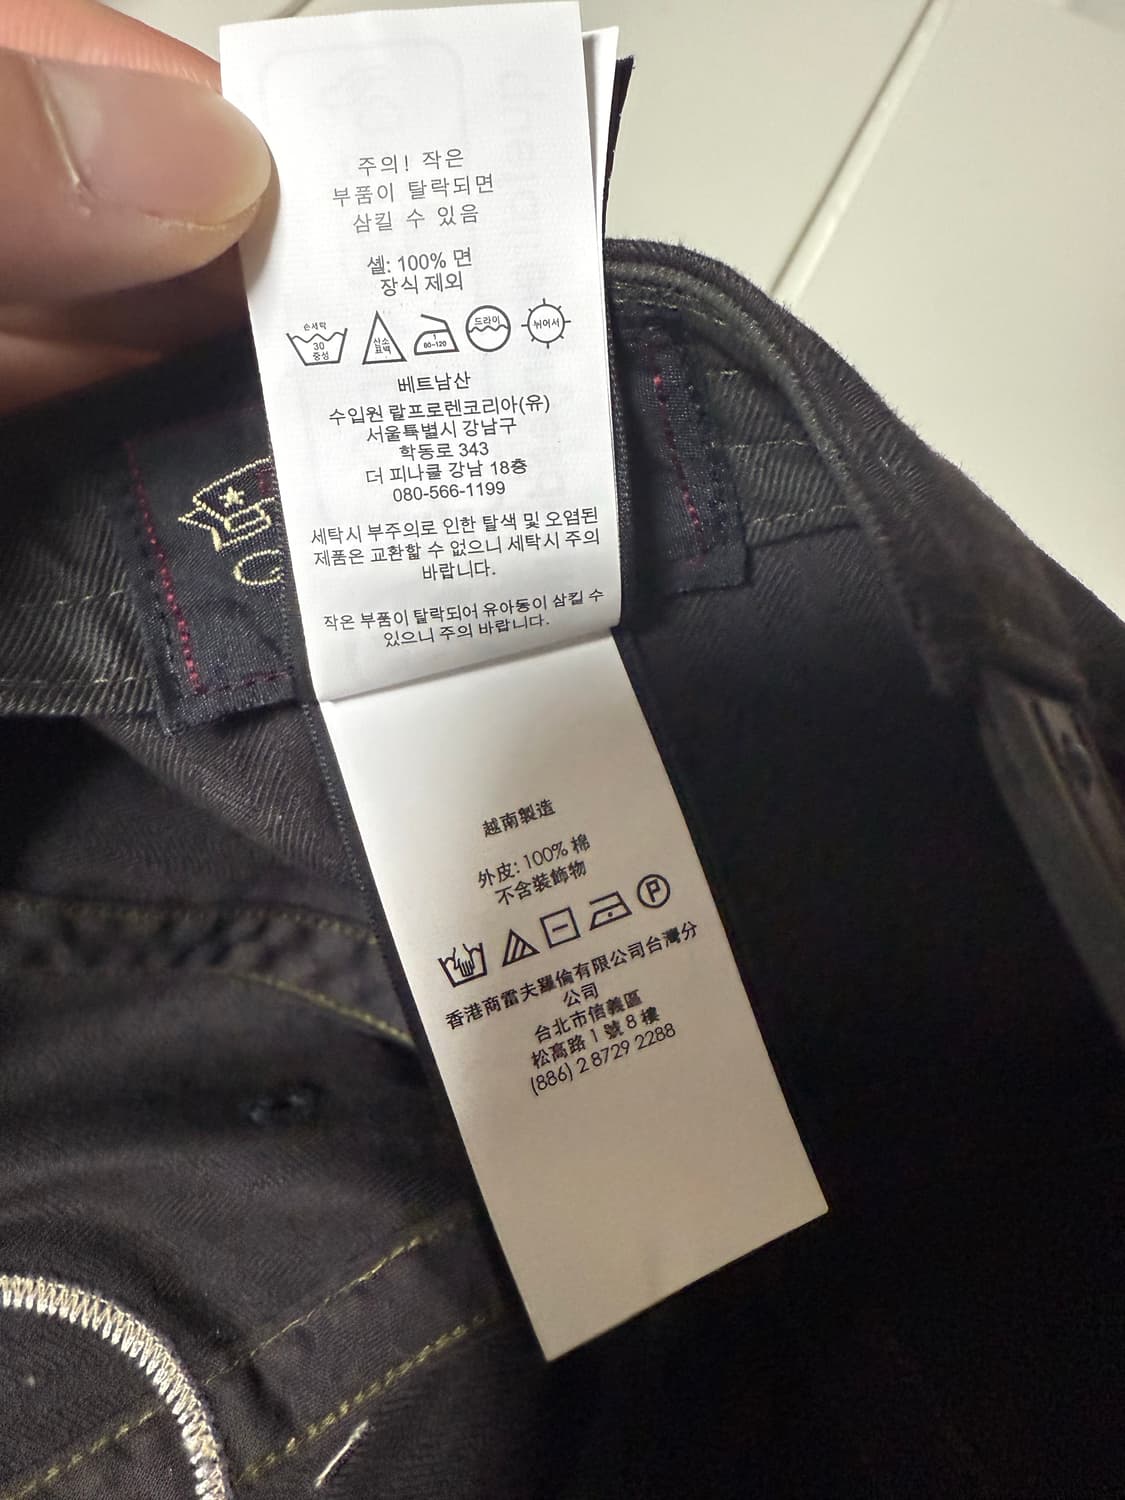 주의! 작은
부품이 탈락되면
삼킬 수 있음
셸: 100% 면
장식 제외
손세탁
30
중성
산소
표백
80~120
드라이
뉘어서
베트남산
수입원 랄프로렌코리아(유)
서울특별시 강남구
학동로 343
더 피나클 강남 18층
080-566-1199
세탁시 부주의로 인한 탈색 및 오염된
제품은 교환할 수 없으니 세탁시 주의
바랍니다.
작은 부품이 탈락되어 유아동이 삼킬 수
있으니 주의 바랍니다.
越南製造
外皮: 100% 棉
不含裝飾物
P
香港商雷夫羅倫有限公司台灣分
公司
台北市信義區
松高路 1 號 8 樓
(886) 2 8729 2288